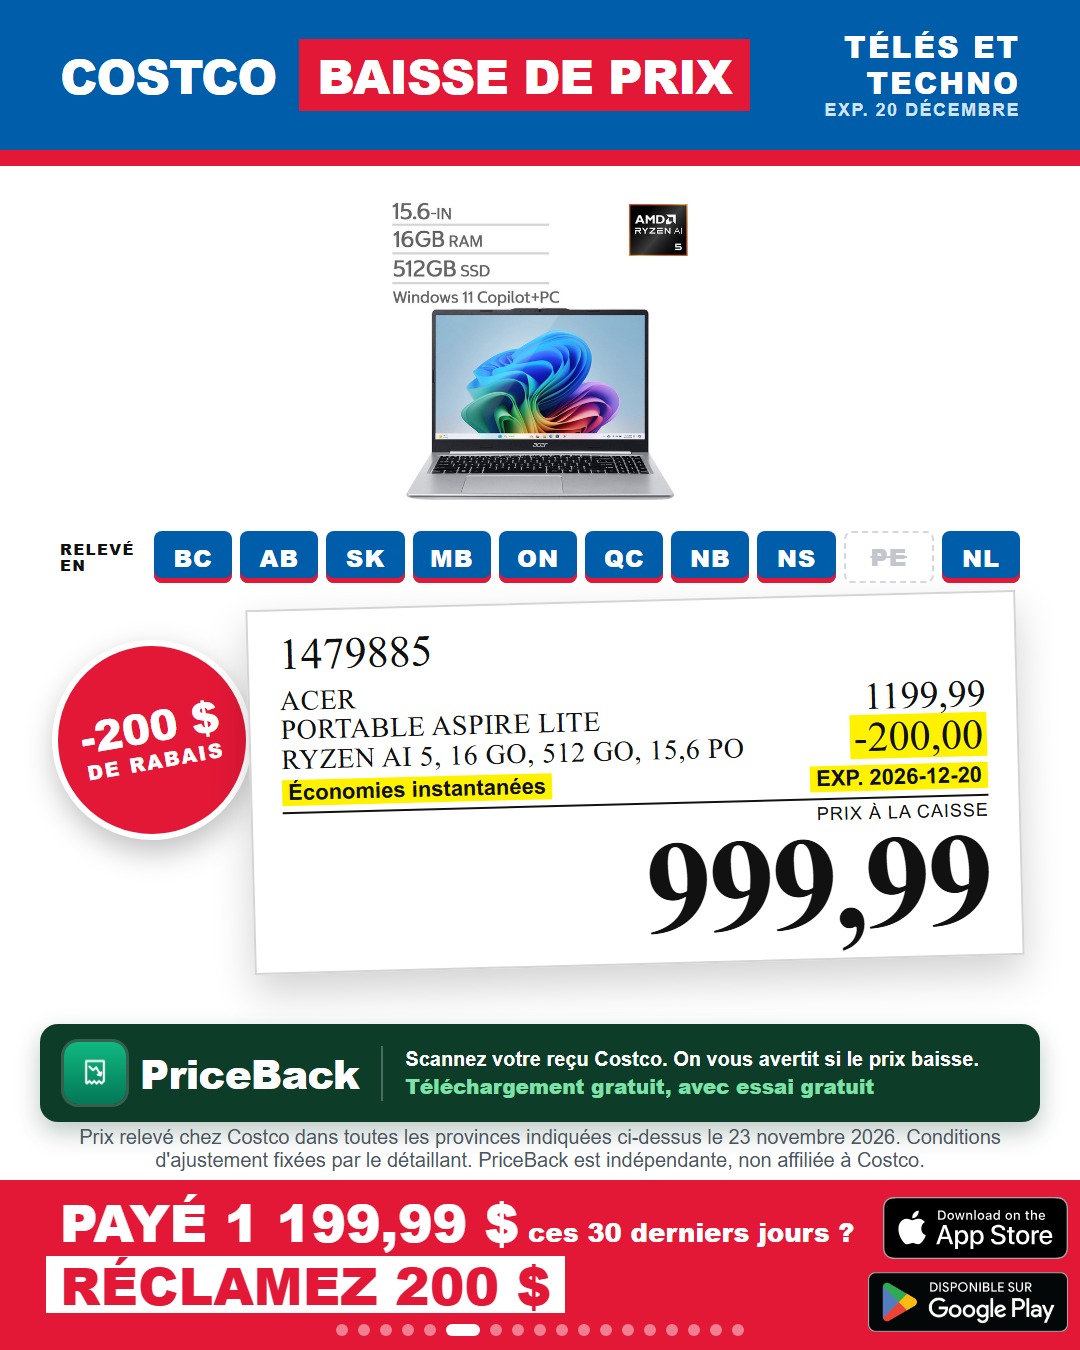 COSTCO BAISSE DE PRIX
TÉLÉS ET
TECHNO
EXP. 20 DÉCEMBRE
15.6-IN
16GB RAM
512GB SSD
Windows 11 Copilot+PC
AMD
RYZEN AI
5
acer
RELEVÉ
EN
BC AB SK MB ON QC NB NS PE NL
-200 $
DE RABAIS
1479885
ACER
PORTABLE ASPIRE LITE
RYZEN AI 5, 16 GO, 512 GO, 15,6 PO
Économies instantanées
1199,99
-200,00
EXP. 2026-12-20
PRIX À LA CAISSE
999,99
PriceBack
Scannez votre reçu Costco. On vous avertit si le prix baisse.
Téléchargement gratuit, avec essai gratuit
Prix relevé chez Costco dans toutes les provinces indiquées ci-dessus le 23 novembre 2026. Conditions
d'ajustement fixées par le détaillant. PriceBack est indépendante, non affiliée à Costco.
PAYÉ 1 199,99 $ ces 30 derniers jours ?
RÉCLAMEZ 200 $
Download on the
App Store
DISPONIBLE SUR
Google Play